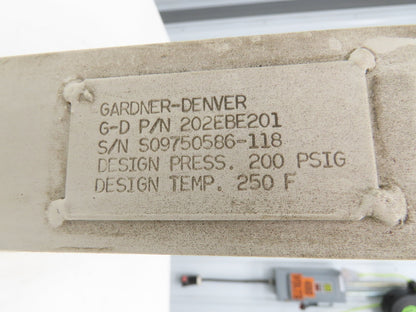 GARDNER-DENVER
G-D P/N 202EBE201
S/N S09750586-118
DESIGN PRESS. 200 PSIG
DESIGN TEMP. 250 F